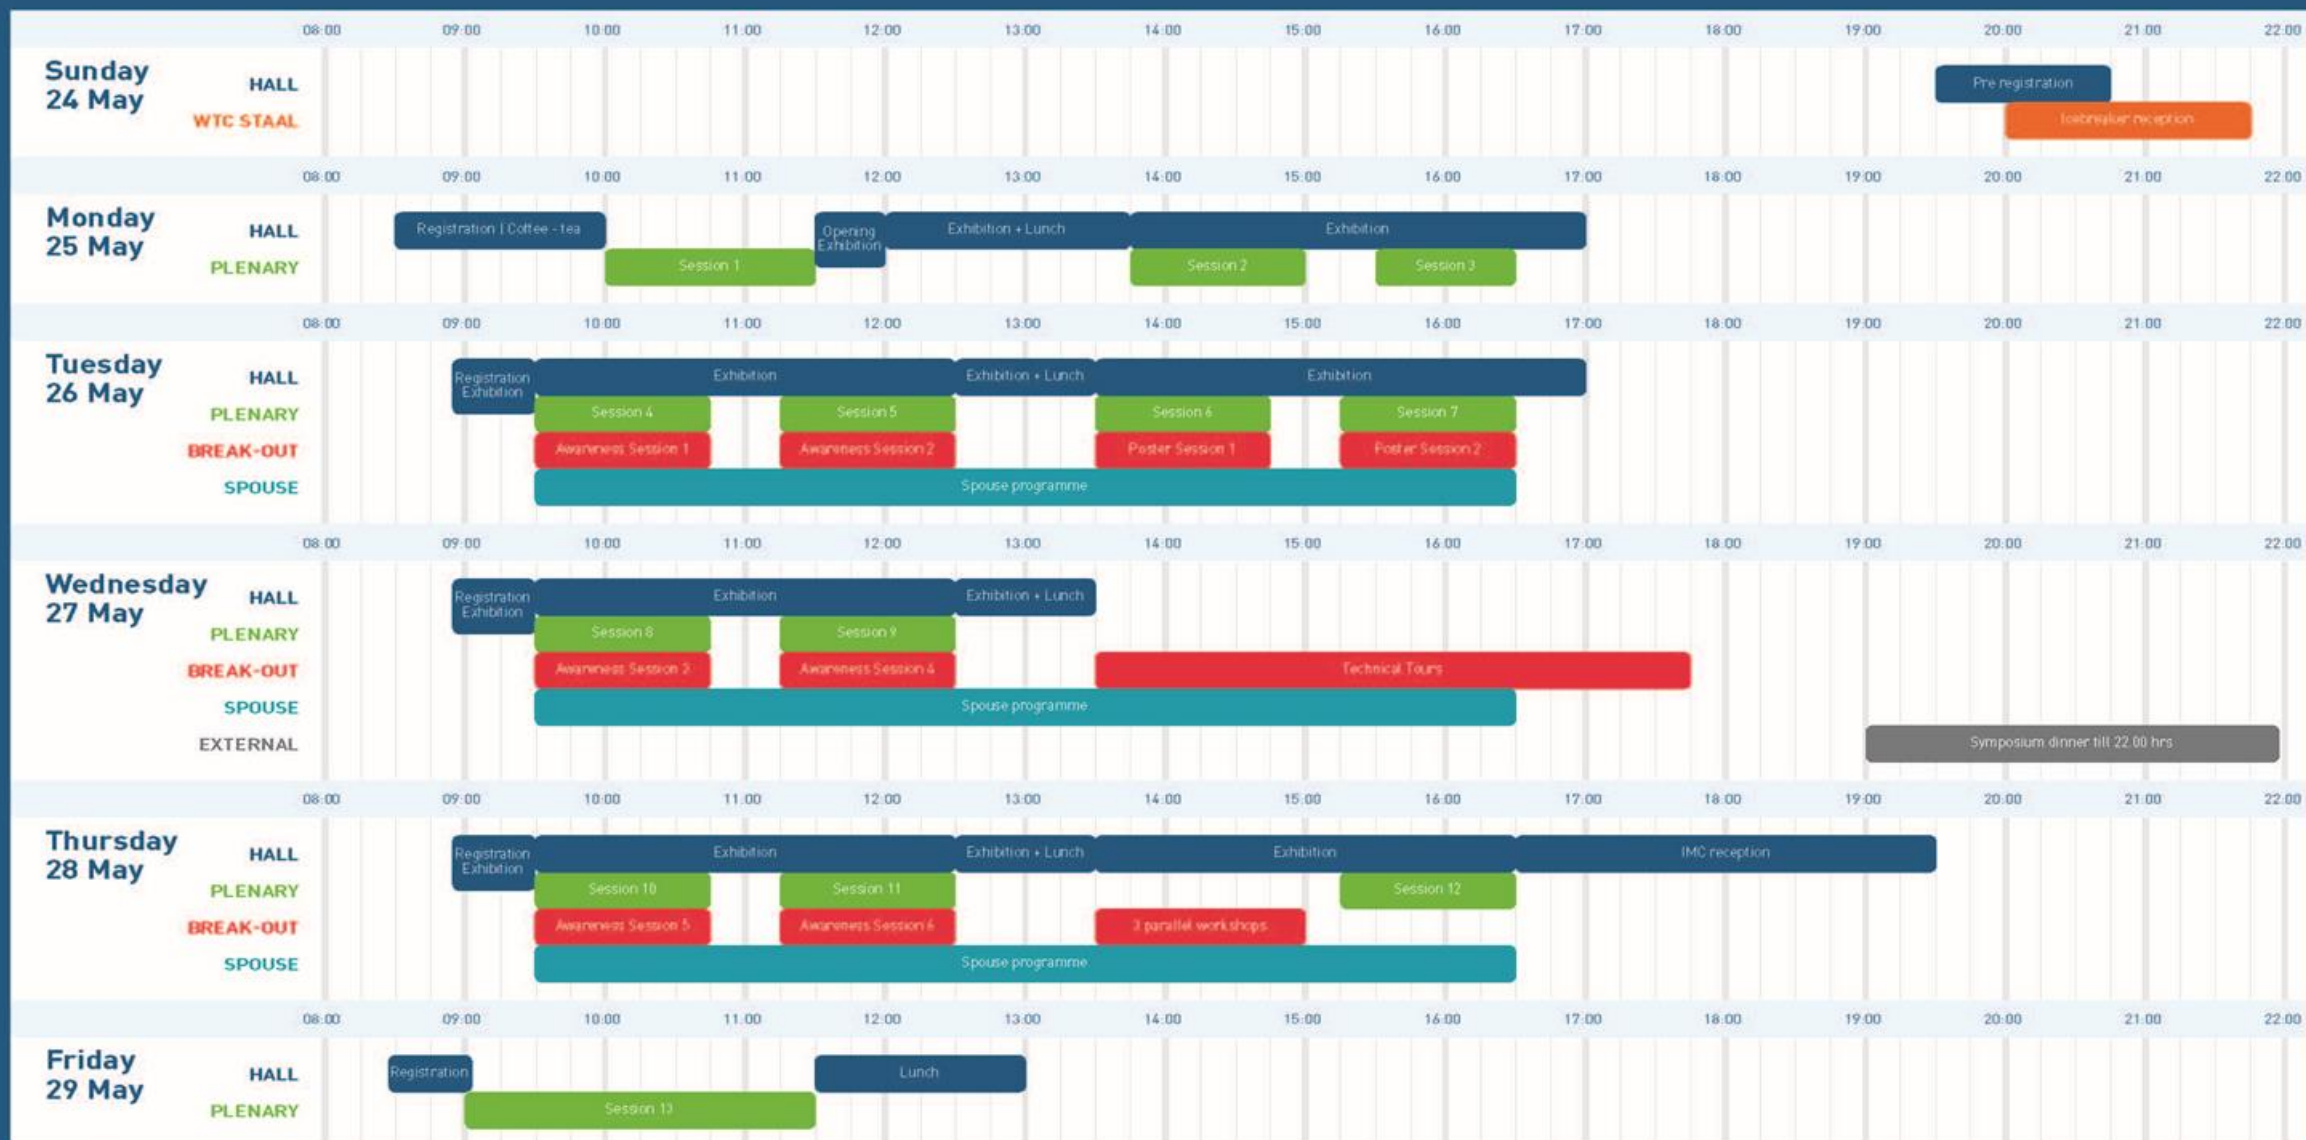 08:00 09:00 10:00 11:00 12:00 13:00 14:00 15:00 16:00 17:00 18:00 19:00 20:00 21:00 22:00
Sunday
24 May
HALL
Pre registration
WTC STAAL
Icebreaker reception
08:00 09:00 10:00 11:00 12:00 13:00 14:00 15:00 16:00 17:00 18:00 19:00 20:00 21:00 22:00
Monday
25 May
HALL
Registration | Coffee - tea
Opening
Exhibition
Exhibition + Lunch
Exhibition
PLENARY
Session 1
Session 2
Session 3
08:00 09:00 10:00 11:00 12:00 13:00 14:00 15:00 16:00 17:00 18:00 19:00 20:00 21:00 22:00
Tuesday
26 May
HALL
Registration
Exhibition
Exhibition
Exhibition + Lunch
Exhibition
PLENARY
Session 4
Session 5
Session 6
Session 7
BREAK-OUT
Awareness Session 1
Awareness Session 2
Poster Session 1
Poster Session 2
SPOUSE
Spouse programme
08:00 09:00 10:00 11:00 12:00 13:00 14:00 15:00 16:00 17:00 18:00 19:00 20:00 21:00 22:00
Wednesday
27 May
HALL
Registration
Exhibition
Exhibition
Exhibition + Lunch
PLENARY
Session 8
Session 9
BREAK-OUT
Awareness Session 3
Awareness Session 4
Technical Tours
SPOUSE
Spouse programme
EXTERNAL
Symposium dinner till 22.00 hrs
08:00 09:00 10:00 11:00 12:00 13:00 14:00 15:00 16:00 17:00 18:00 19:00 20:00 21:00 22:00
Thursday
28 May
HALL
Registration
Exhibition
Exhibition
Exhibition + Lunch
Exhibition
IMC reception
PLENARY
Session 10
Session 11
Session 12
BREAK-OUT
Awareness Session 5
Awareness Session 6
3 parallel workshops
SPOUSE
Spouse programme
08:00 09:00 10:00 11:00 12:00 13:00 14:00 15:00 16:00 17:00 18:00 19:00 20:00 21:00 22:00
Friday
29 May
HALL
Registration
Lunch
PLENARY
Session 13